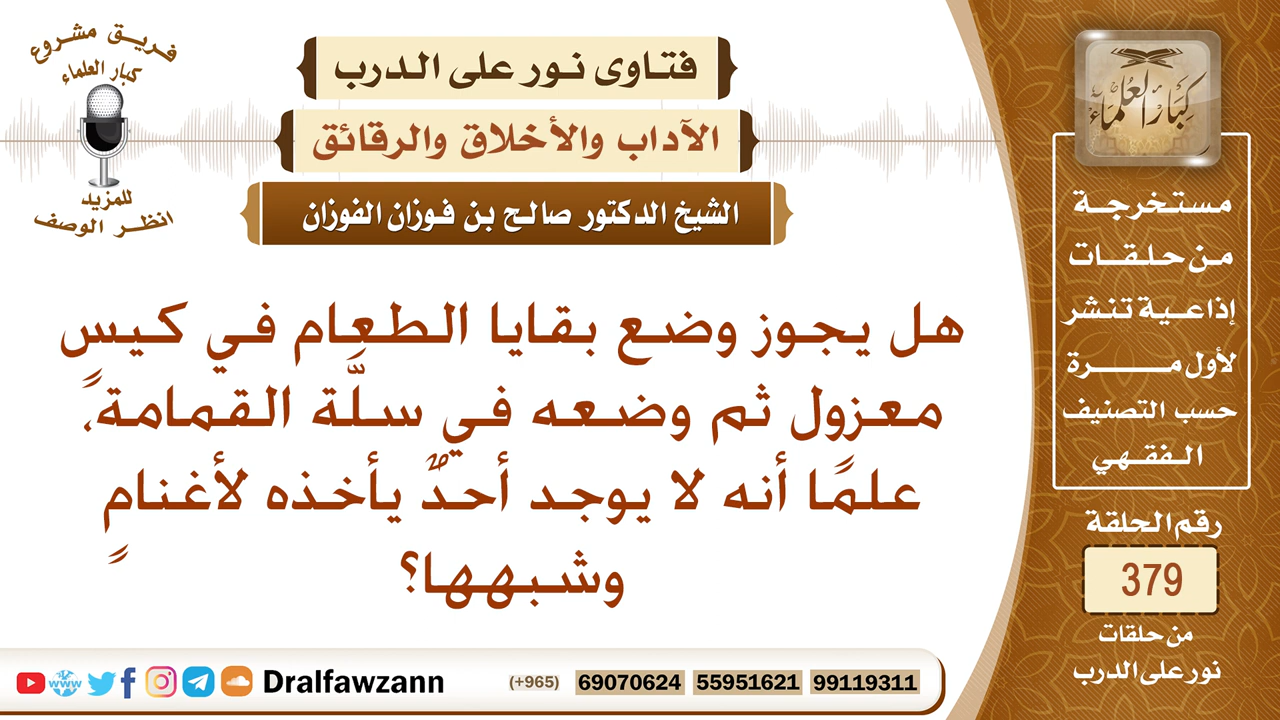 فريق مشروع
كبار العلماء
للمزيد
انظر الوصف
فتاوى نور على الدرب
الآداب والأخلاق والرقائق
الشيخ الدكتور صالح بن فوزان الفوزان
هل يجوز وضع بقايا الطعام في كيسٍ
معزول ثم وضعه في سلَّة القمامة،
علمًا أنه لا يوجد أحدٌ يأخذه لأغنامٍ
وشبهها؟
كبار العلماء
مستخرجة
من حلقات
إذاعية تنشر
لأول مرة
حسب التصنيف
الفقهي
رقم الحلقة
379
من حلقات
نور على الدرب
www
Dralfawzann
(+965) 69070624 55951621 99119311